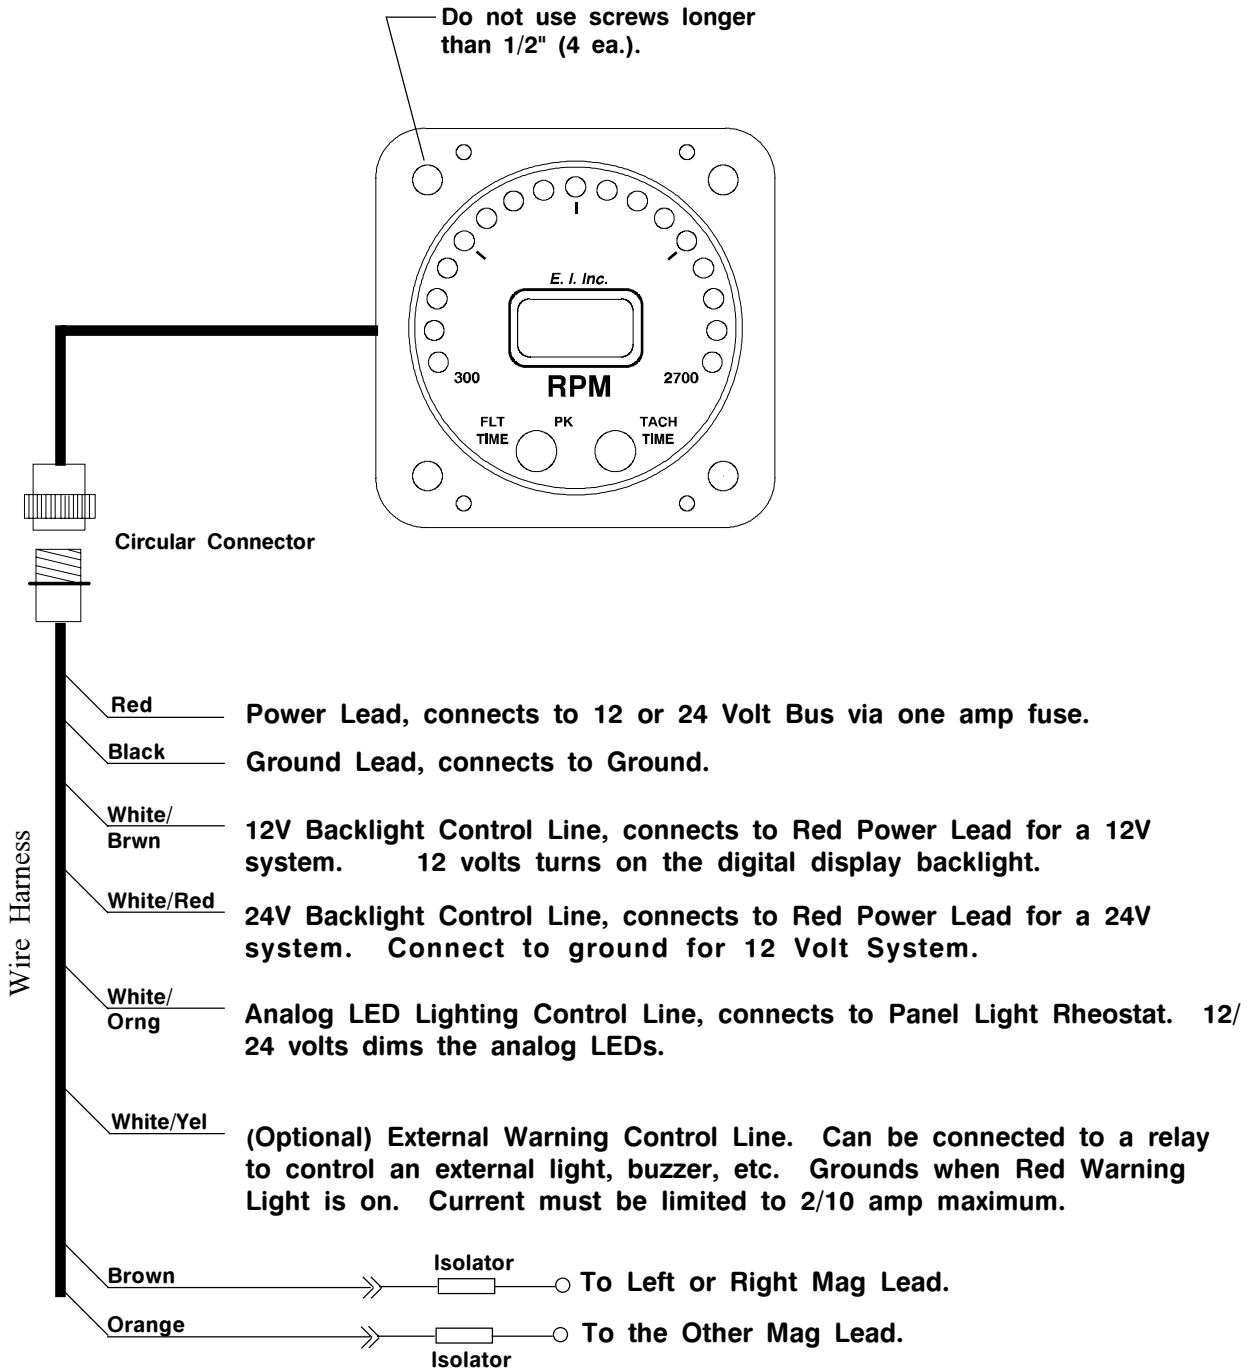 Do not use screws longer
than 1/2" (4 ea.).
E. I. Inc.
300
RPM
2700
FLT
TIME
PK
TACH
TIME
Circular Connector
Wire Harness
Red
Power Lead, connects to 12 or 24 Volt Bus via one amp fuse.
Black
Ground Lead, connects to Ground.
White/
Brwn
12V Backlight Control Line, connects to Red Power Lead for a 12V
system. 12 volts turns on the digital display backlight.
White/Red
24V Backlight Control Line, connects to Red Power Lead for a 24V
system. Connect to ground for 12 Volt System.
White/
Orng
Analog LED Lighting Control Line, connects to Panel Light Rheostat. 12/
24 volts dims the analog LEDs.
White/Yel
(Optional) External Warning Control Line. Can be connected to a relay
to control an external light, buzzer, etc. Grounds when Red Warning
Light is on. Current must be limited to 2/10 amp maximum.
Brown
Isolator
To Left or Right Mag Lead.
Orange
Isolator
To the Other Mag Lead.